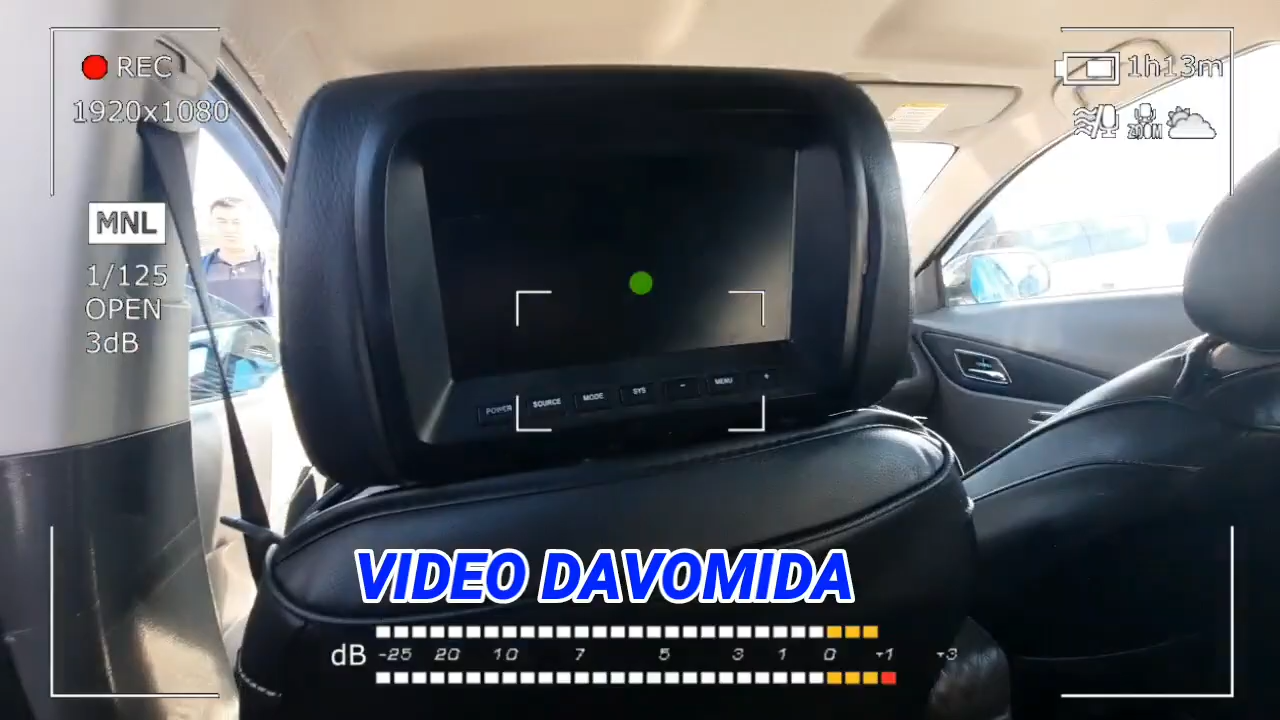 REC
1h13m
1920x1080
ZOOM
MNL
1/125
OPEN
3dB
POWER SOURCE MODE SYS - MENU +
VIDEO DAVOMIDA
dB -25 20 10 7 5 3 1 0 +1 +3